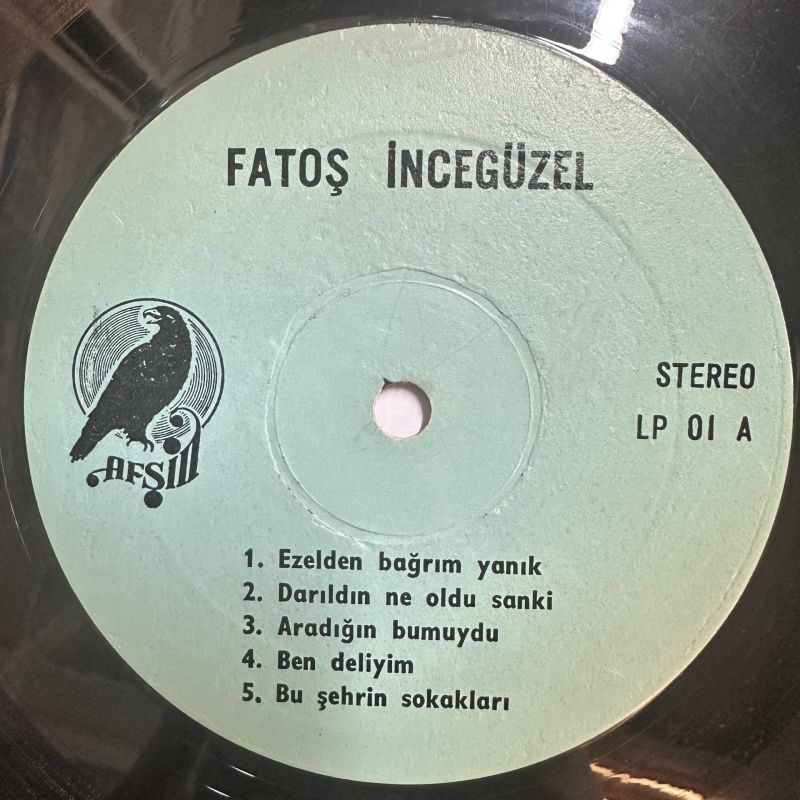 FATOŞ İNCEGÜZEL
AFŞİN
STEREO
LP 01 A
1. Ezelden bağrım yanık
2. Darıldın ne oldu sanki
3. Aradığın bumuydu
4. Ben deliyim
5. Bu şehrin sokakları